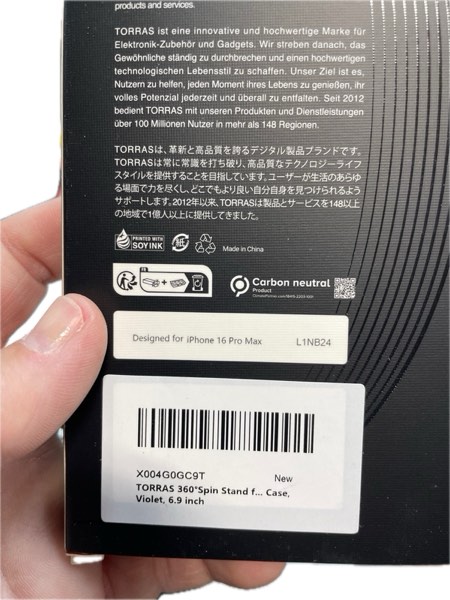 products and services.
TORRAS ist eine innovative und hochwertige Marke für
Elektronik-Zubehör und Gadgets. Wir streben danach, das
Gewöhnliche ständig zu durchbrechen und einen hochwertigen
technologischen Lebensstil zu schaffen. Unser Ziel ist es,
Nutzern zu helfen, jeden Moment ihres Lebens zu genießen, ihr
volles Potenzial jederzeit und überall zu entfalten. Seit 2012
bedient TORRAS mit unseren Produkten und Dienstleistungen
über 100 Millionen Nutzer in mehr als 148 Regionen.
TORRASは、革新と高品質を誇るデジタル製品ブランドです。
TORRASは常に常識を打ち破り、高品質なテクノロジーライフ
スタイルを提供することを目指しています。ユーザーが生活のあらゆ
る場面で力を尽くし、どこでもより良い自分自身を見つけられるよう
サポートします。2012年以来、TORRASは製品とサービスを148以上
の地域で1億人以上に提供してきました。
PRINTED WITH
SOY INK
Made in China
Carbon neutral
Product
Designed for iPhone 16 Pro Max L1NB24
X004G0GC9T New
TORRAS 360°Spin Stand f... Case,
Violet, 6.9 inch